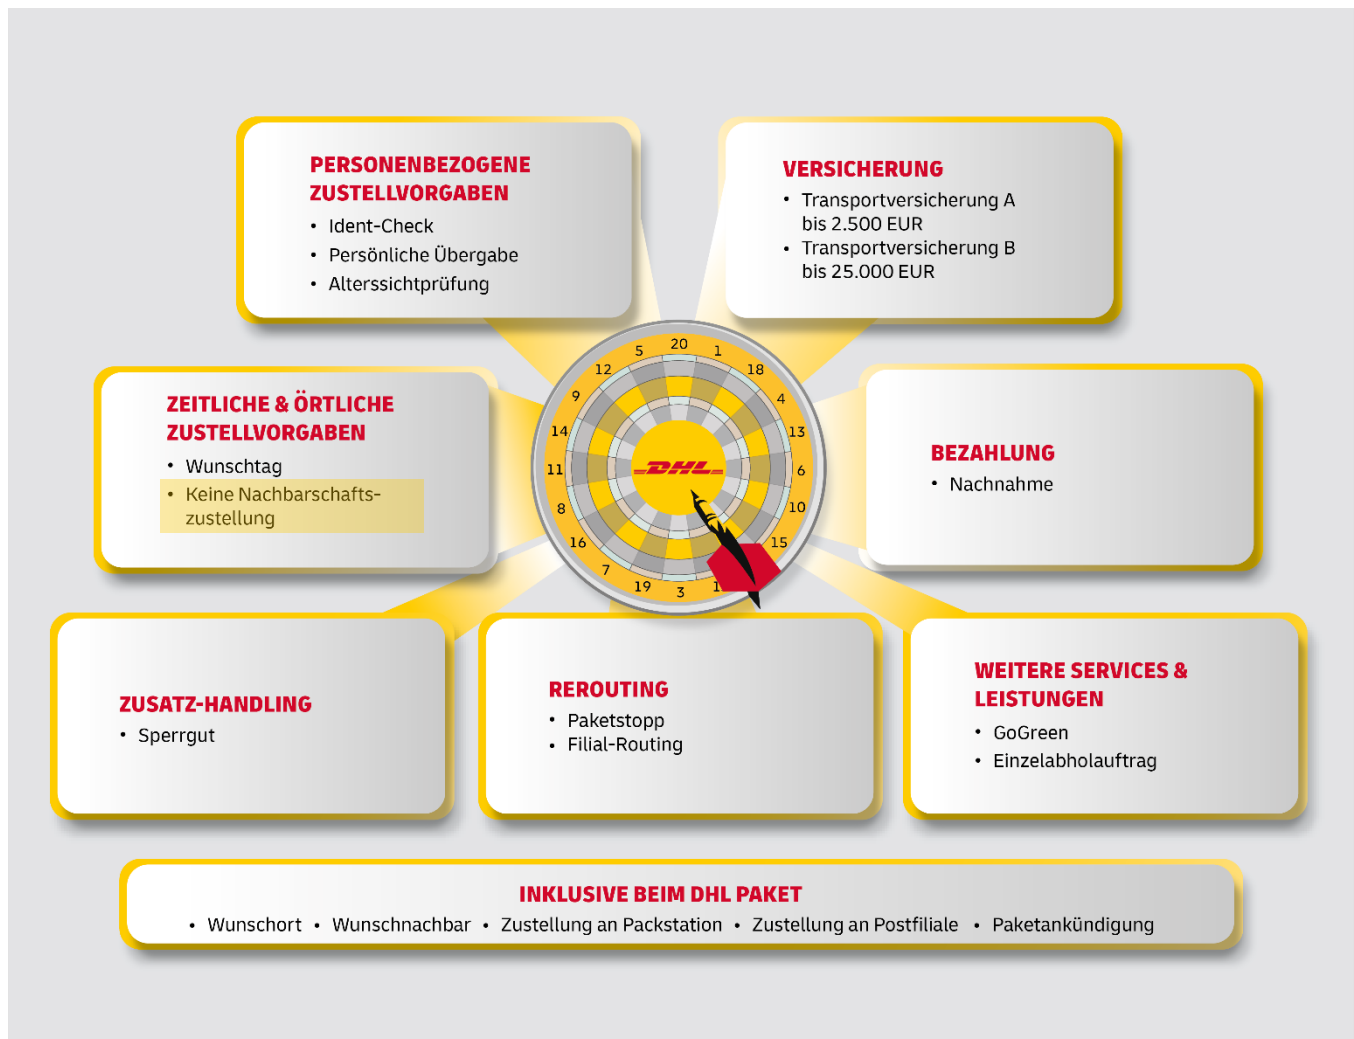 PERSONENBEZOGENE
ZUSTELLVORGABEN
• Ident-Check
• Persönliche Übergabe
• Alterssichtprüfung
VERSICHERUNG
• Transportversicherung A
bis 2.500 EUR
• Transportversicherung B
bis 25.000 EUR
ZEITLICHE & ÖRTLICHE
ZUSTELLVORGABEN
• Wunschtag
• Keine Nachbarschafts-
zustellung
20
1
18
4
13
6
10
15
3
19
7
16
8
11
14
9
12
5
DHL
BEZAHLUNG
• Nachnahme
ZUSATZ-HANDLING
• Sperrgut
REROUTING
• Paketstopp
• Filial-Routing
WEITERE SERVICES &
LEISTUNGEN
• GoGreen
• Einzelabholauftrag
INKLUSIVE BEIM DHL PAKET
• Wunschort • Wunschnachbar • Zustellung an Packstation • Zustellung an Postfiliale • Paketankündigung